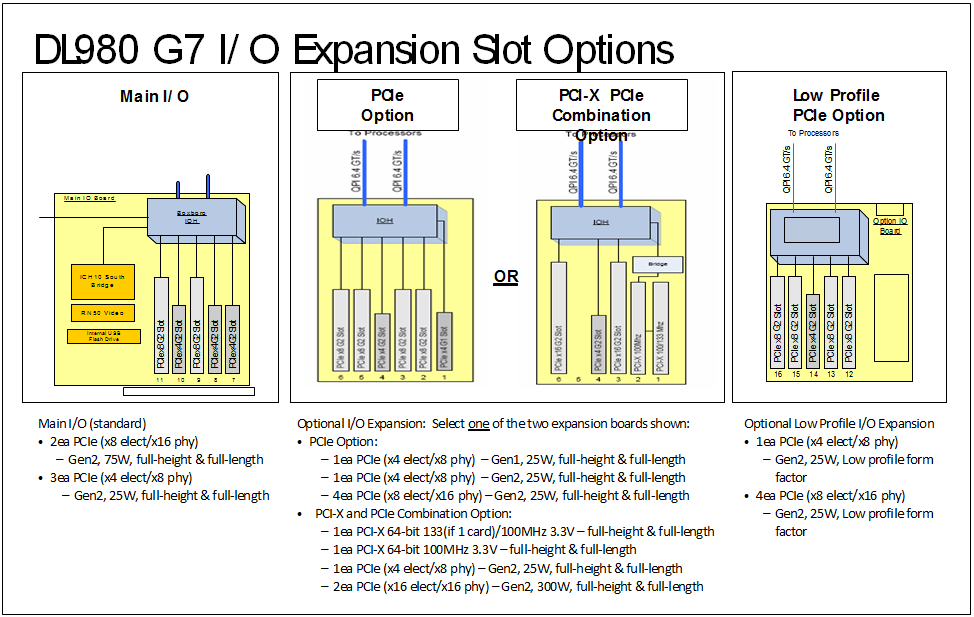 DL980 G7 I/O Expansion Slot Options
Main I/O
Main IO Board
Boxboro
IOH
ICH10 South
Bridge
RN50 Video
Internal USB
Flash Drive
PCIe x8 G2 Slot
PCIe x4 G2 Slot
PCIe x8 G2 Slot
PCIe x4 G2 Slot
PCIe x4 G2 Slot
11 10 9 8 7
PCIe
Option
To Processors
QPI 6.4 GT/s
QPI 6.4 GT/s
IOH
PCIe x8 G2 Slot
PCIe x8 G2 Slot
PCIe x4 G2 Slot
PCIe x8 G2 Slot
PCIe x8 G2 Slot
PCIe x4 G1 Slot
6 5 4 3 2 1
OR
PCI-X PCIe
Combination
Option
To Processors
QPI 6.4 GT/s
QPI 6.4 GT/s
IOH
Bridge
PCIe x16 G2 Slot
PCIe x4 G2 Slot
PCIe x16 G2 Slot
PCI-X 100Mhz
PCI-X 100/133 Mhz
6 5 4 3 2 1
Low Profile
PCIe Option
To Processors
QPI 6.4 GT/s
QPI 6.4 GT/s
Option IO
Board
PCIe x8 G2 Slot
PCIe x8 G2 Slot
PCIe x4 G2 Slot
PCIe x8 G2 Slot
PCIe x8 G2 Slot
16 15 14 13 12
Main I/O (standard)
• 2ea PCIe (x8 elect/x16 phy)
– Gen2, 75W, full-height & full-length
• 3ea PCIe (x4 elect/x8 phy)
– Gen2, 25W, full-height & full-length
Optional I/O Expansion: Select one of the two expansion boards shown:
• PCIe Option:
– 1ea PCIe (x4 elect/x8 phy) – Gen1, 25W, full-height & full-length
– 1ea PCIe (x4 elect/x8 phy) – Gen2, 25W, full-height & full-length
– 4ea PCIe (x8 elect/x16 phy) – Gen2, 25W, full-height & full-length
• PCI-X and PCIe Combination Option:
– 1ea PCI-X 64-bit 133(if 1 card)/100MHz 3.3V – full-height & full-length
– 1ea PCI-X 64-bit 100MHz 3.3V – full-height & full-length
– 1ea PCIe (x4 elect/x8 phy) – Gen2, 25W, full-height & full-length
– 2ea PCIe (x16 elect/x16 phy) – Gen2, 300W, full-height & full-length
Optional Low Profile I/O Expansion
• 1ea PCIe (x4 elect/x8 phy)
– Gen2, 25W, Low profile form
factor
• 4ea PCIe (x8 elect/x16 phy)
– Gen2, 25W, Low profile form
factor